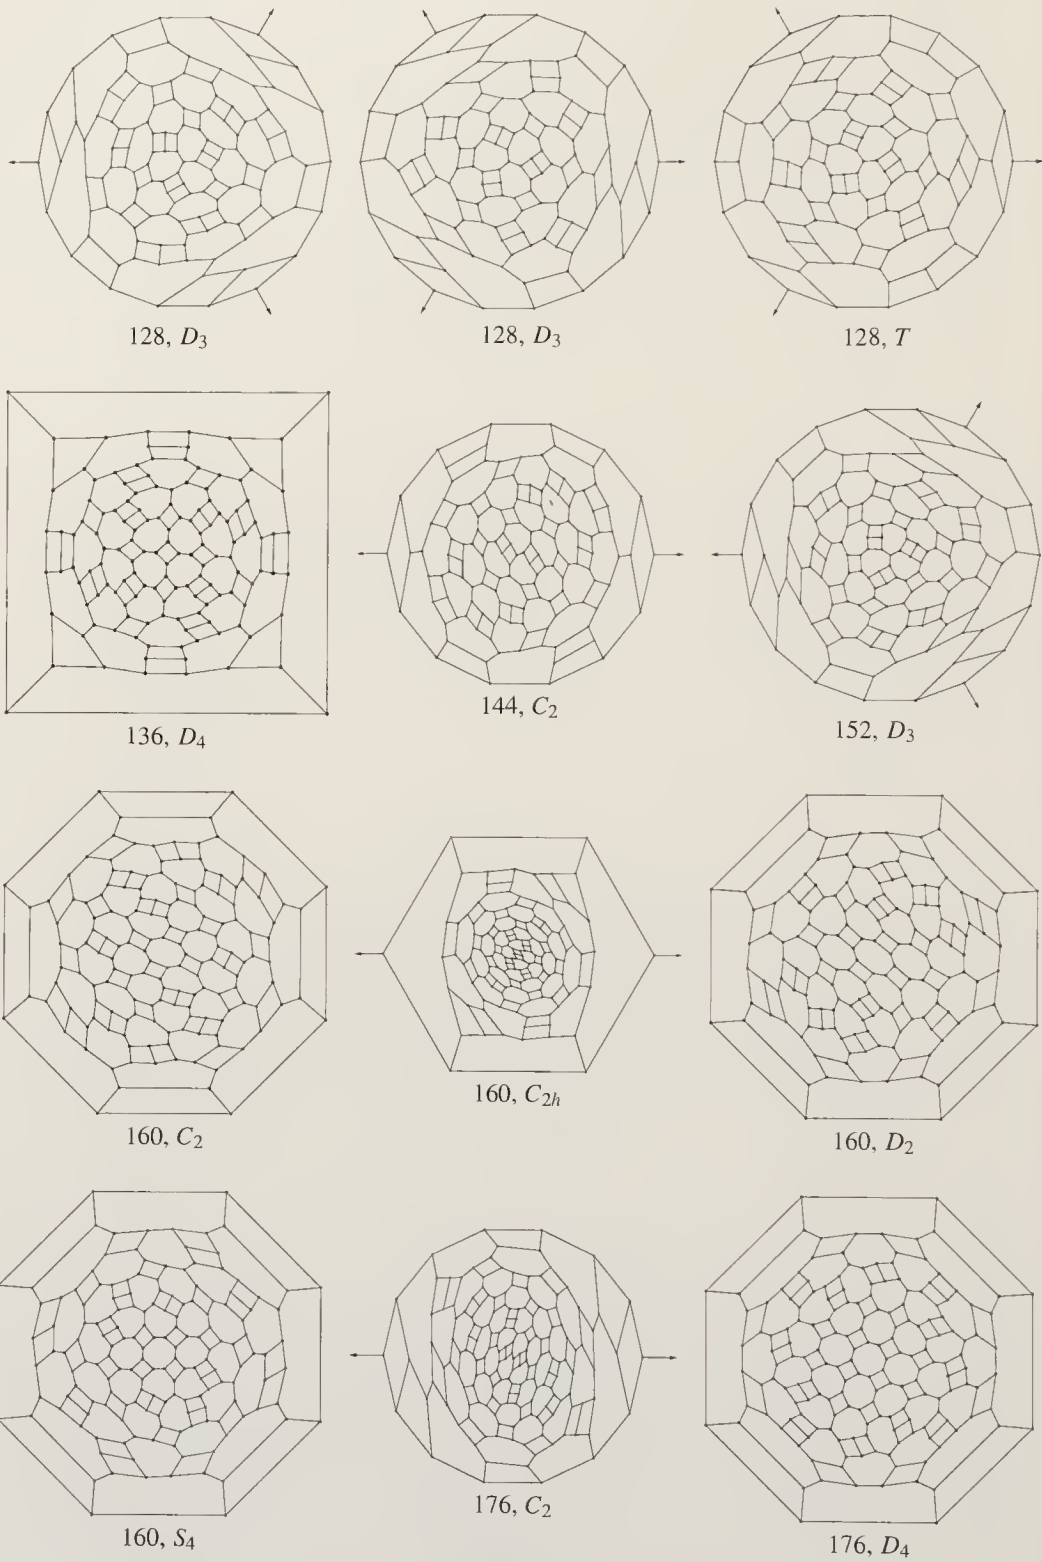 128, D₃
128, D₃
128, T
136, D₄
144, C₂
152, D₃
160, C₂
160, C₂ₕ
160, D₂
160, S₄
176, C₂
176, D₄